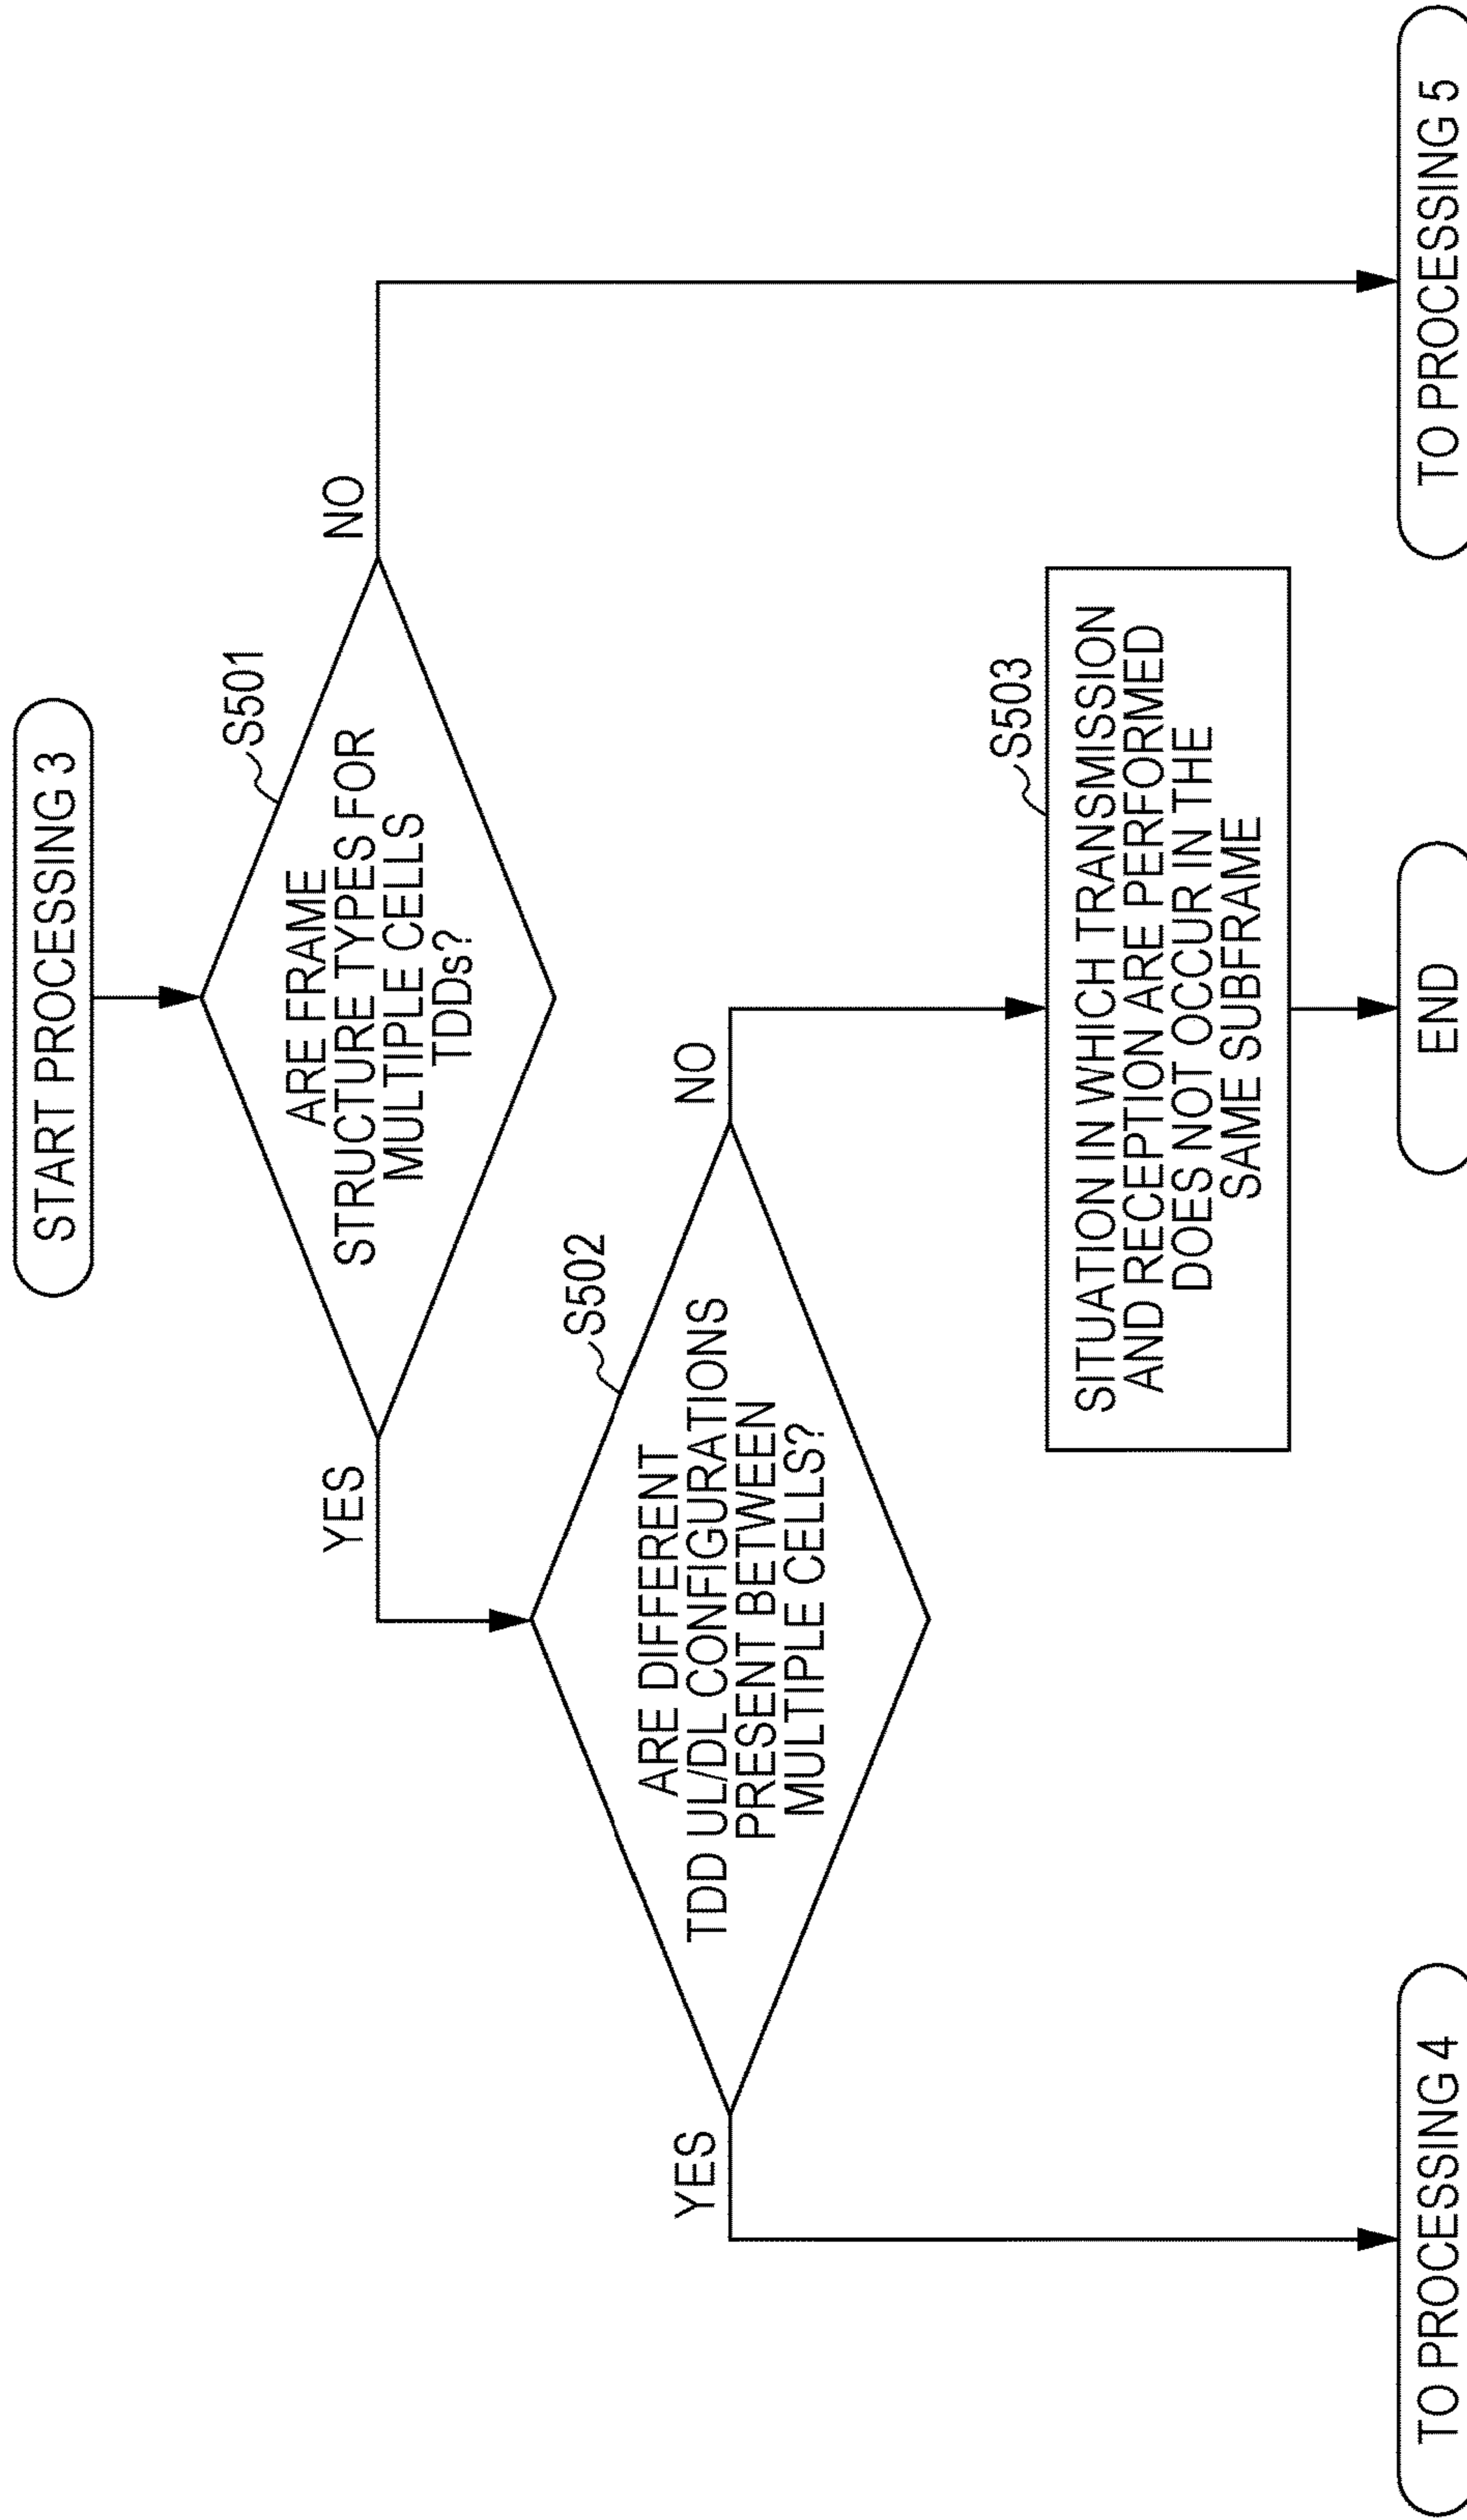 START PROCESSING 3
S501
ARE FRAME
STRUCTURE TYPES FOR
MULTIPLE CELLS
TDDs?
YES
NO
S502
ARE DIFFERENT
TDD UL/DL CONFIGURATIONS
PRESENT BETWEEN
MULTIPLE CELLS?
YES
NO
S503
SITUATION IN WHICH TRANSMISSION
AND RECEPTION ARE PERFORMED
DOES NOT OCCUR IN THE
SAME SUBFRAME
TO PROCESSING 4
END
TO PROCESSING 5